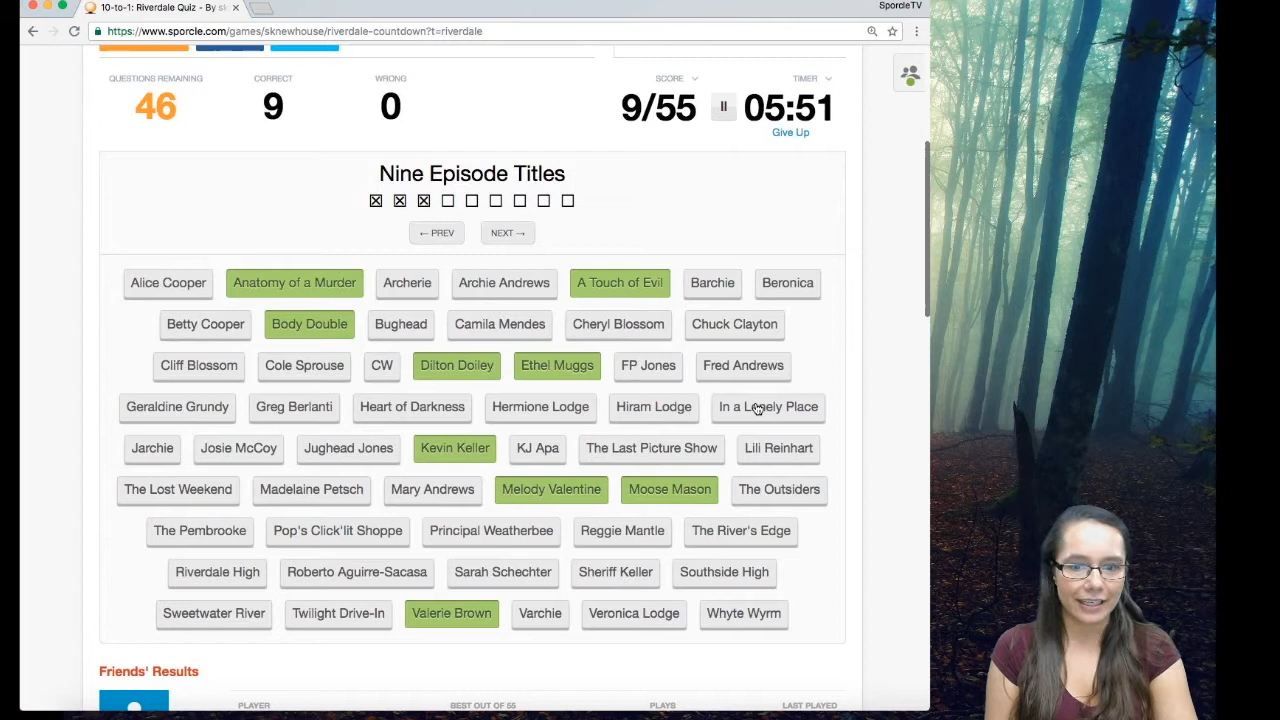 10-to-1: Riverdale Quiz - By s
SporcleTV
https://www.sporcle.com/games/sknewhouse/riverdale-countdown?t=riverdale
QUESTIONS REMAINING CORRECT WRONG SCORE TIMER
46 9 0 9/55 05:51
Give Up
Nine Episode Titles
← PREV NEXT →
Alice Cooper Anatomy of a Murder Archerie Archie Andrews A Touch of Evil Barchie Beronica
Betty Cooper Body Double Bughead Camila Mendes Cheryl Blossom Chuck Clayton
Cliff Blossom Cole Sprouse CW Dilton Doiley Ethel Muggs FP Jones Fred Andrews
Geraldine Grundy Greg Berlanti Heart of Darkness Hermione Lodge Hiram Lodge In a Lonely Place
Jarchie Josie McCoy Jughead Jones Kevin Keller KJ Apa The Last Picture Show Lili Reinhart
The Lost Weekend Madelaine Petsch Mary Andrews Melody Valentine Moose Mason The Outsiders
The Pembrooke Pop's Click'lit Shoppe Principal Weatherbee Reggie Mantle The River's Edge
Riverdale High Roberto Aguirre-Sacasa Sarah Schechter Sheriff Keller Southside High
Sweetwater River Twilight Drive-In Valerie Brown Varchie Veronica Lodge Whyte Wyrm
Friends' Results
PLAYER BEST OUT OF 55 PLAYS LAST PLAYED